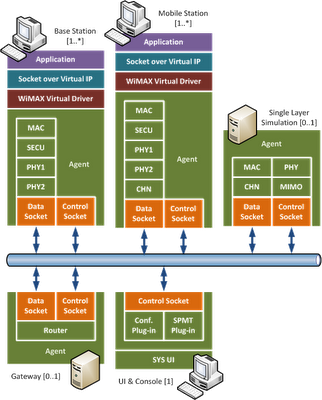 Base Station
[1..*]
Application
Socket over Virtual IP
WiMAX Virtual Driver
MAC
SECU
PHY1
PHY2
Agent
Data
Socket
Control
Socket
Mobile Station
[1..*]
Application
Socket over Virtual IP
WiMAX Virtual Driver
MAC
SECU
PHY1
PHY2
CHN
Agent
Data
Socket
Control
Socket
Single Layer
Simulation [0..1]
Agent
MAC
PHY
CHN
MIMO
Data
Socket
Control
Socket
Data
Socket
Control
Socket
Router
Agent
Gateway [0..1]
Control Socket
Conf.
Plug-in
SPMT
Plug-in
SYS UI
UI & Console [1]